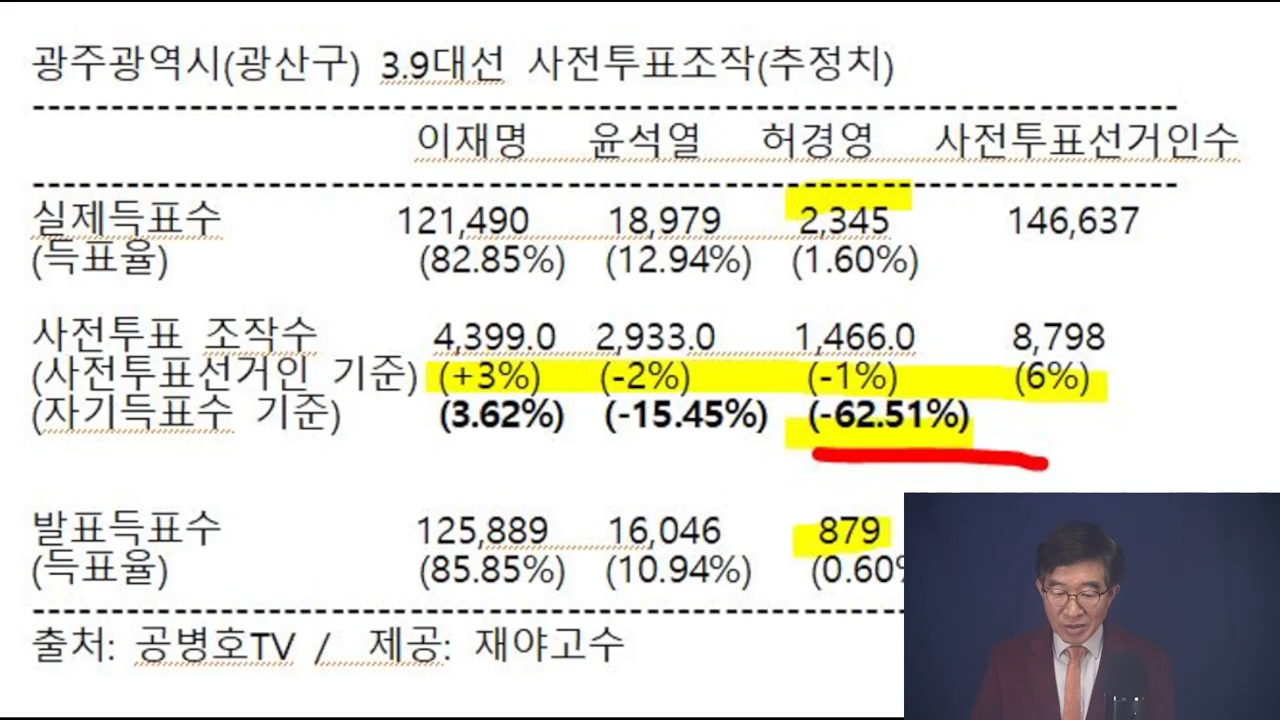 광주광역시(광산구) 3.9대선 사전투표조작(추정치)
이재명 윤석열 허경영 사전투표선거인수
실제득표수 121,490 18,979 2,345 146,637
(득표율) (82.85%) (12.94%) (1.60%)
사전투표 조작수 4,399.0 2,933.0 1,466.0 8,798
(사전투표선거인 기준) (+3%) (-2%) (-1%) (6%)
(자기득표수 기준) (3.62%) (-15.45%) (-62.51%)
발표득표수 125,889 16,046 879
(득표율) (85.85%) (10.94%) (0.60%
출처: 공병호TV / 제공: 재야고수